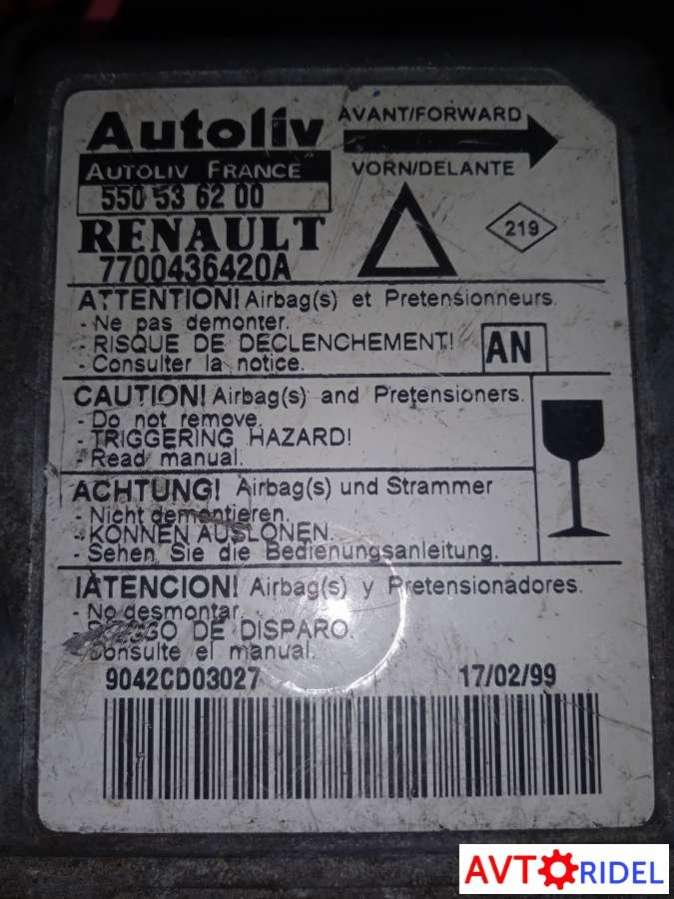 Autoliv
AUTOLIV FRANCE
550 53 62 00
AVANT/FORWARD
VORN/DELANTE
RENAULT
7700436420A
219
ATTENTION! Airbag(s) et Pretensionneurs.
- Ne pas demonter.
- RISQUE DE DECLENCHEMENT!
- Consulter la notice.
AN
CAUTION! Airbag(s) and Pretensioners.
- Do not remove.
- TRIGGERING HAZARD!
- Read manual.
ACHTUNG! Airbag(s) und Strammer
- Nicht demontieren.
- KONNEN AUSLONEN.
- Sehen Sie die Bedienungsanleitung.
!ATENCION! Airbag(s) y Pretensionadores.
- No desmontar.
DE DISPARO.
Consulte el manual.
9042CD03027
17/02/99
AVTORIDEL